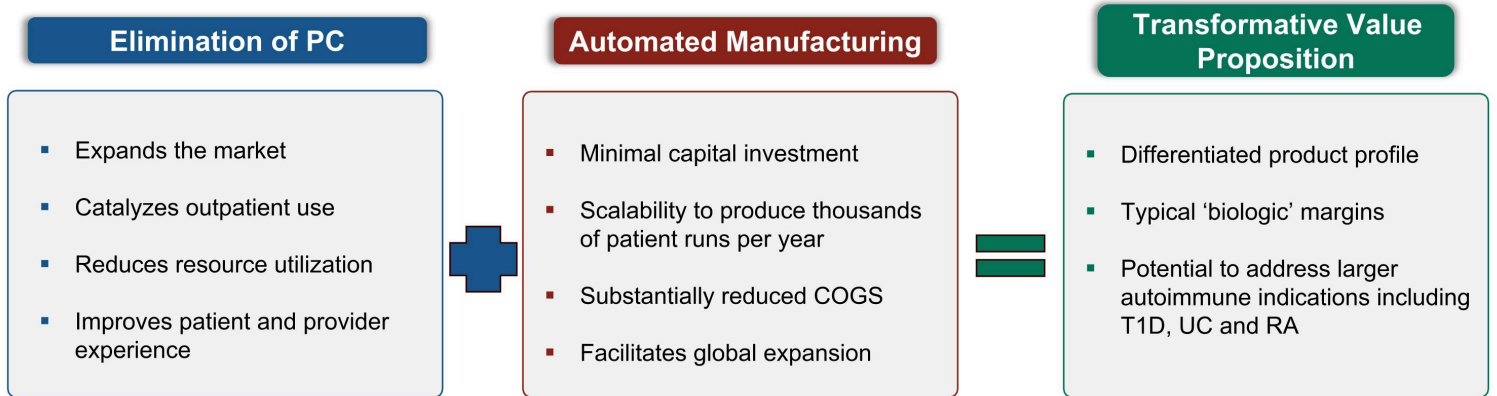 Elimination of PC
▪ Expands the market
▪ Catalyzes outpatient use
▪ Reduces resource utilization
▪ Improves patient and provider
experience
Automated Manufacturing
▪ Minimal capital investment
▪ Scalability to produce thousands
of patient runs per year
▪ Substantially reduced COGS
▪ Facilitates global expansion
Transformative Value
Proposition
▪ Differentiated product profile
▪ Typical ‘biologic’ margins
▪ Potential to address larger
autoimmune indications including
T1D, UC and RA